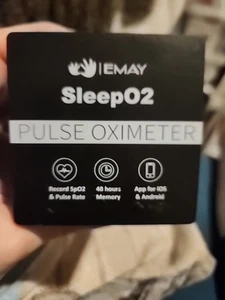 EMAY
SleepO2
PULSE OXIMETER
Record SpO2
& Pulse Rate
48 hours
Memory
App for iOS
& Android